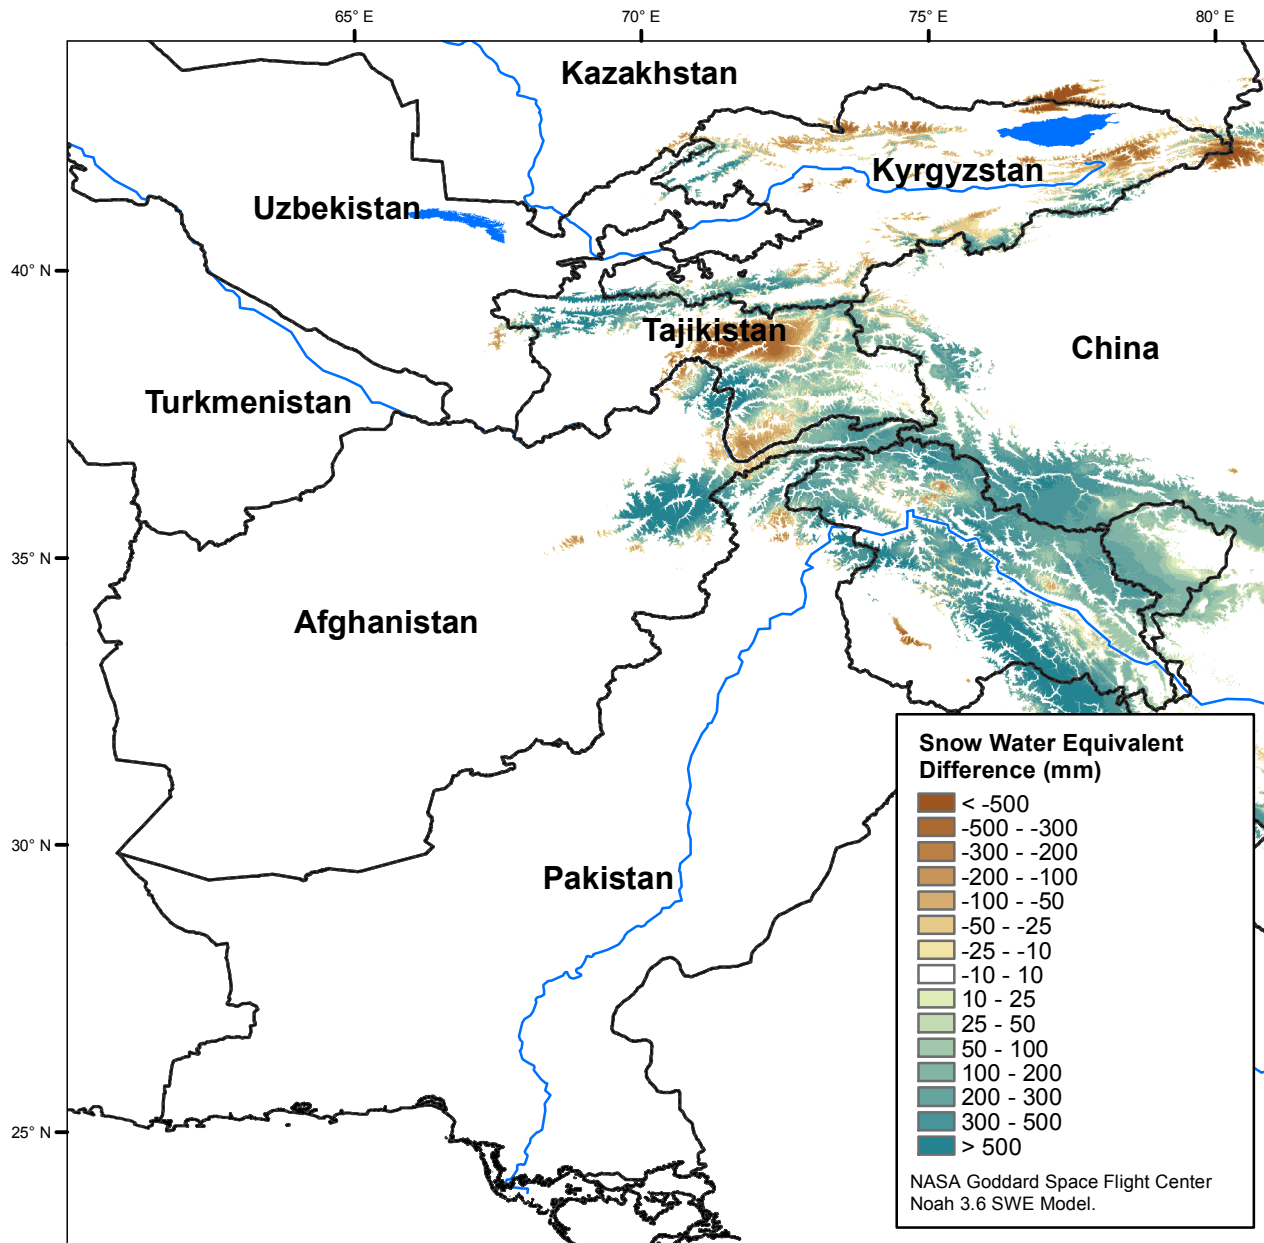 65° E
70° E
75° E
80° E
Kazakhstan
Kyrgyzstan
Uzbekistan
40° N
Tajikistan
China
Turkmenistan
35° N
Afghanistan
Snow Water Equivalent
Difference (mm)
< -500
-500 - -300
-300 - -200
-200 - -100
-100 - -50
-50 - -25
-25 - -10
-10 - 10
10 - 25
25 - 50
50 - 100
100 - 200
200 - 300
300 - 500
> 500
30° N
Pakistan
25° N
NASA Goddard Space Flight Center
Noah 3.6 SWE Model.